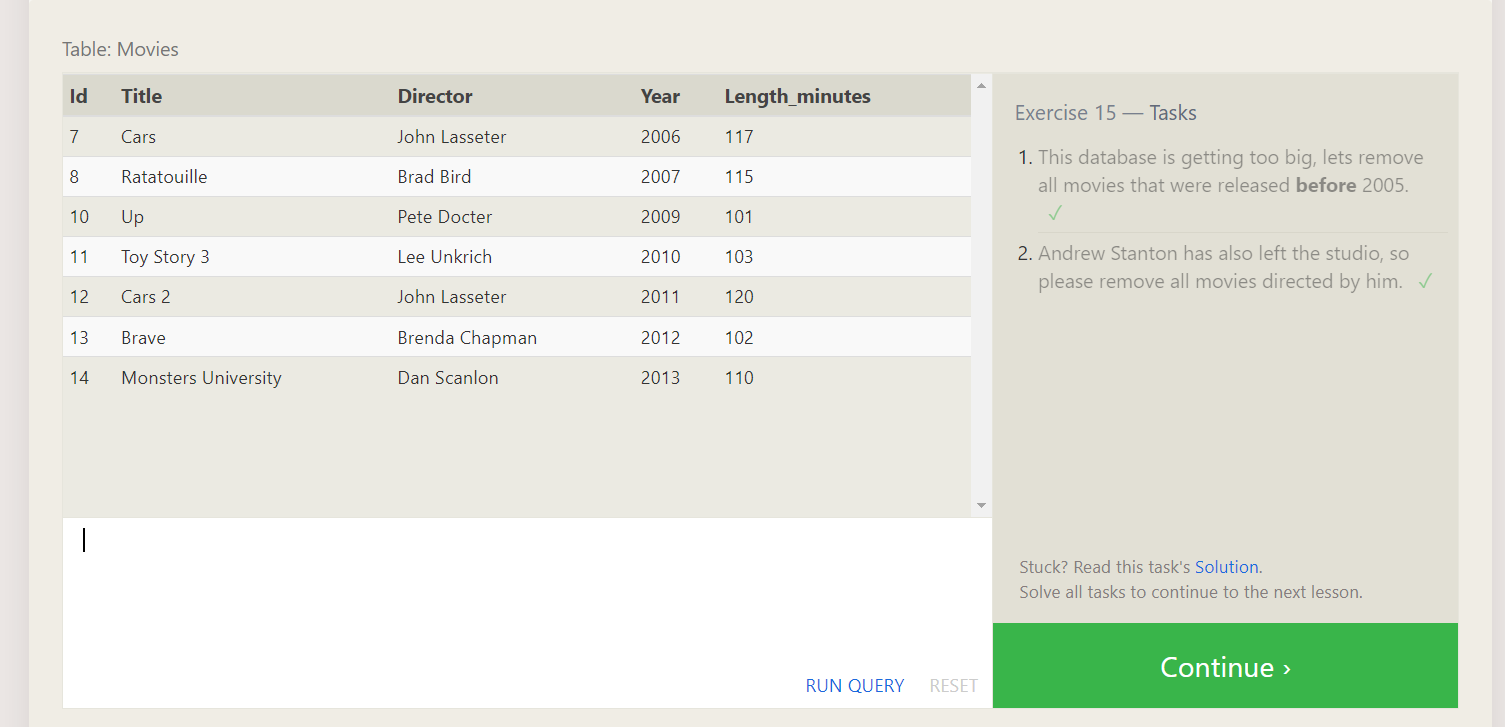 Table: Movies
Id Title Director Year Length_minutes
7 Cars John Lasseter 2006 117
8 Ratatouille Brad Bird 2007 115
10 Up Pete Docter 2009 101
11 Toy Story 3 Lee Unkrich 2010 103
12 Cars 2 John Lasseter 2011 120
13 Brave Brenda Chapman 2012 102
14 Monsters University Dan Scanlon 2013 110
RUN QUERY RESET
Exercise 15 — Tasks
1. This database is getting too big, lets remove
all movies that were released before 2005.
✓
2. Andrew Stanton has also left the studio, so
please remove all movies directed by him. ✓
Stuck? Read this task's Solution.
Solve all tasks to continue to the next lesson.
Continue ›